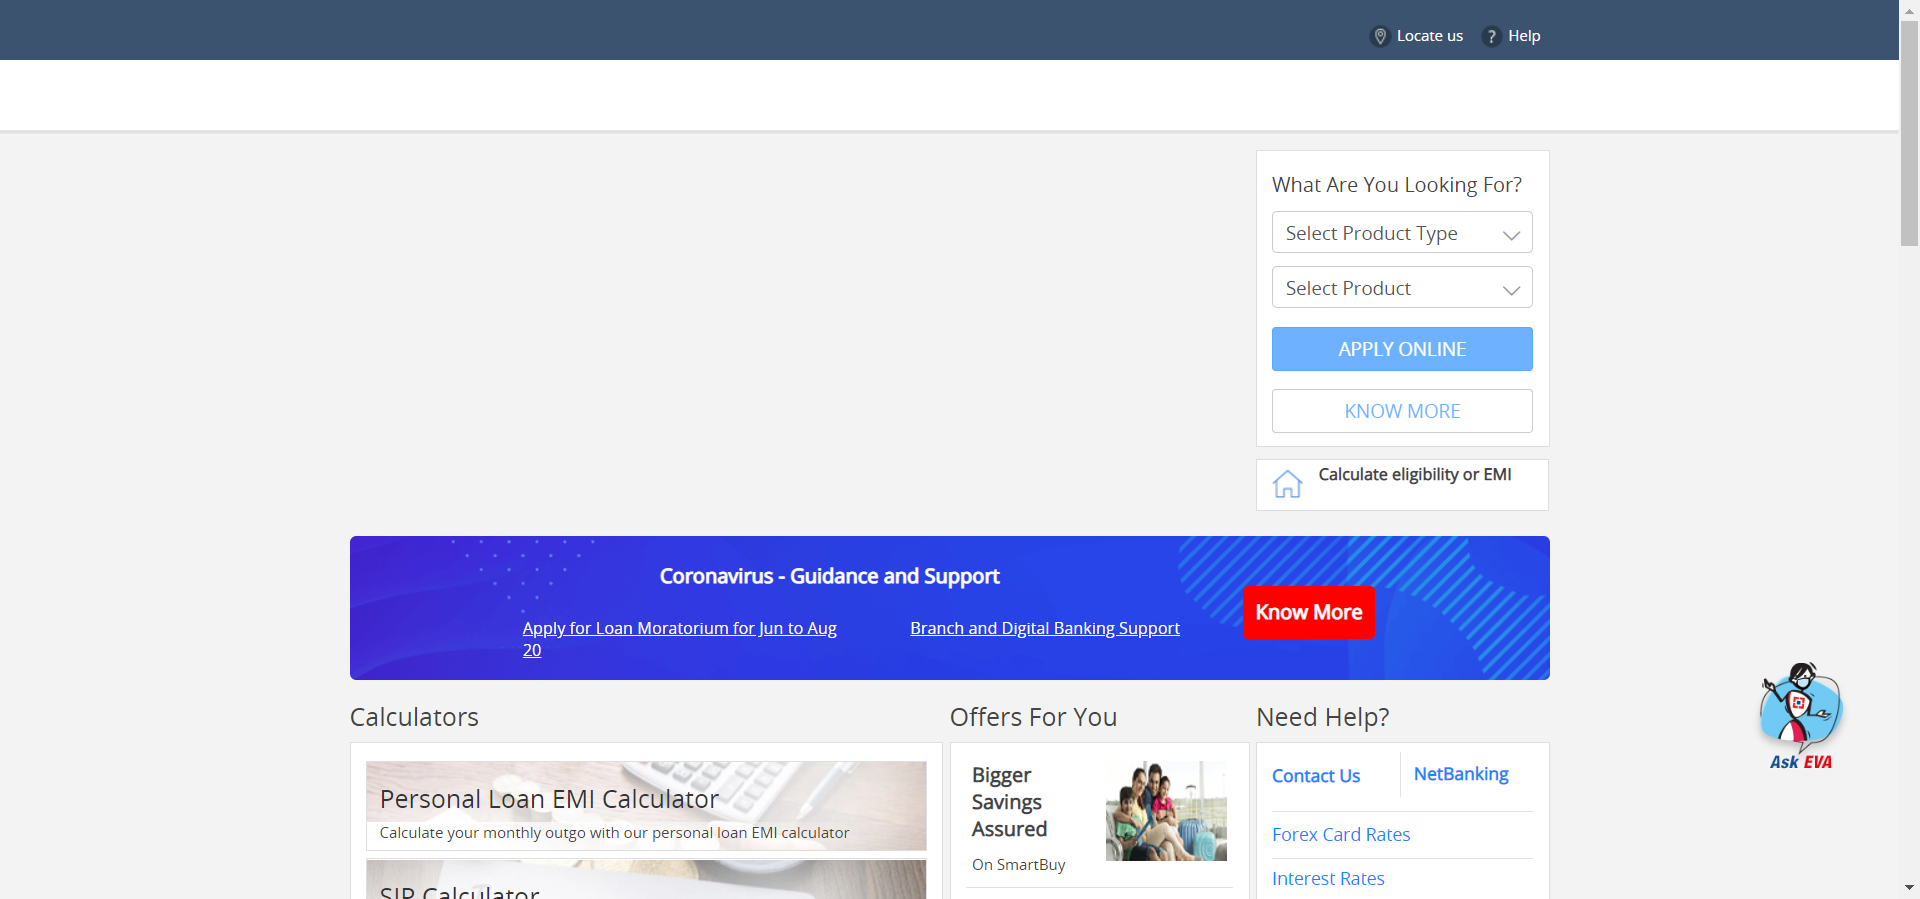 Locate us
Help
What Are You Looking For?
Select Product Type
Select Product
APPLY ONLINE
KNOW MORE
Calculate eligibility or EMI
Coronavirus - Guidance and Support
Apply for Loan Moratorium for Jun to Aug
20
Branch and Digital Banking Support
Know More
Calculators
Personal Loan EMI Calculator
Calculate your monthly outgo with our personal loan EMI calculator
SIP Calculator
Offers For You
Bigger
Savings
Assured
On SmartBuy
Need Help?
Contact Us
NetBanking
Forex Card Rates
Interest Rates
Ask EVA